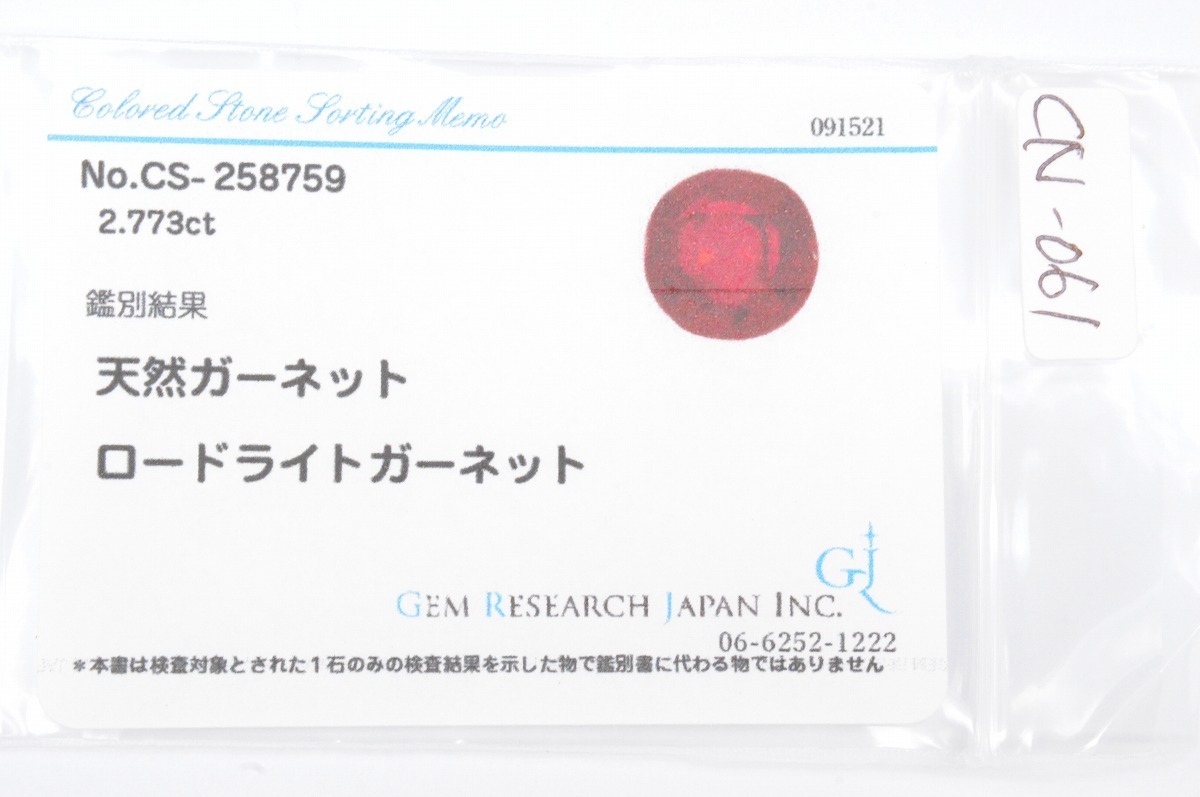 Colored Stone Sorting Memo
091521
No.CS- 258759
2.773ct
鑑別結果
天然ガーネット
ロードライトガーネット
GJR
GEM RESEARCH JAPAN INC.
06-6252-1222
*本書は検査対象とされた1石のみの検査結果を示した物で鑑別書に代わる物ではありません
CN-061